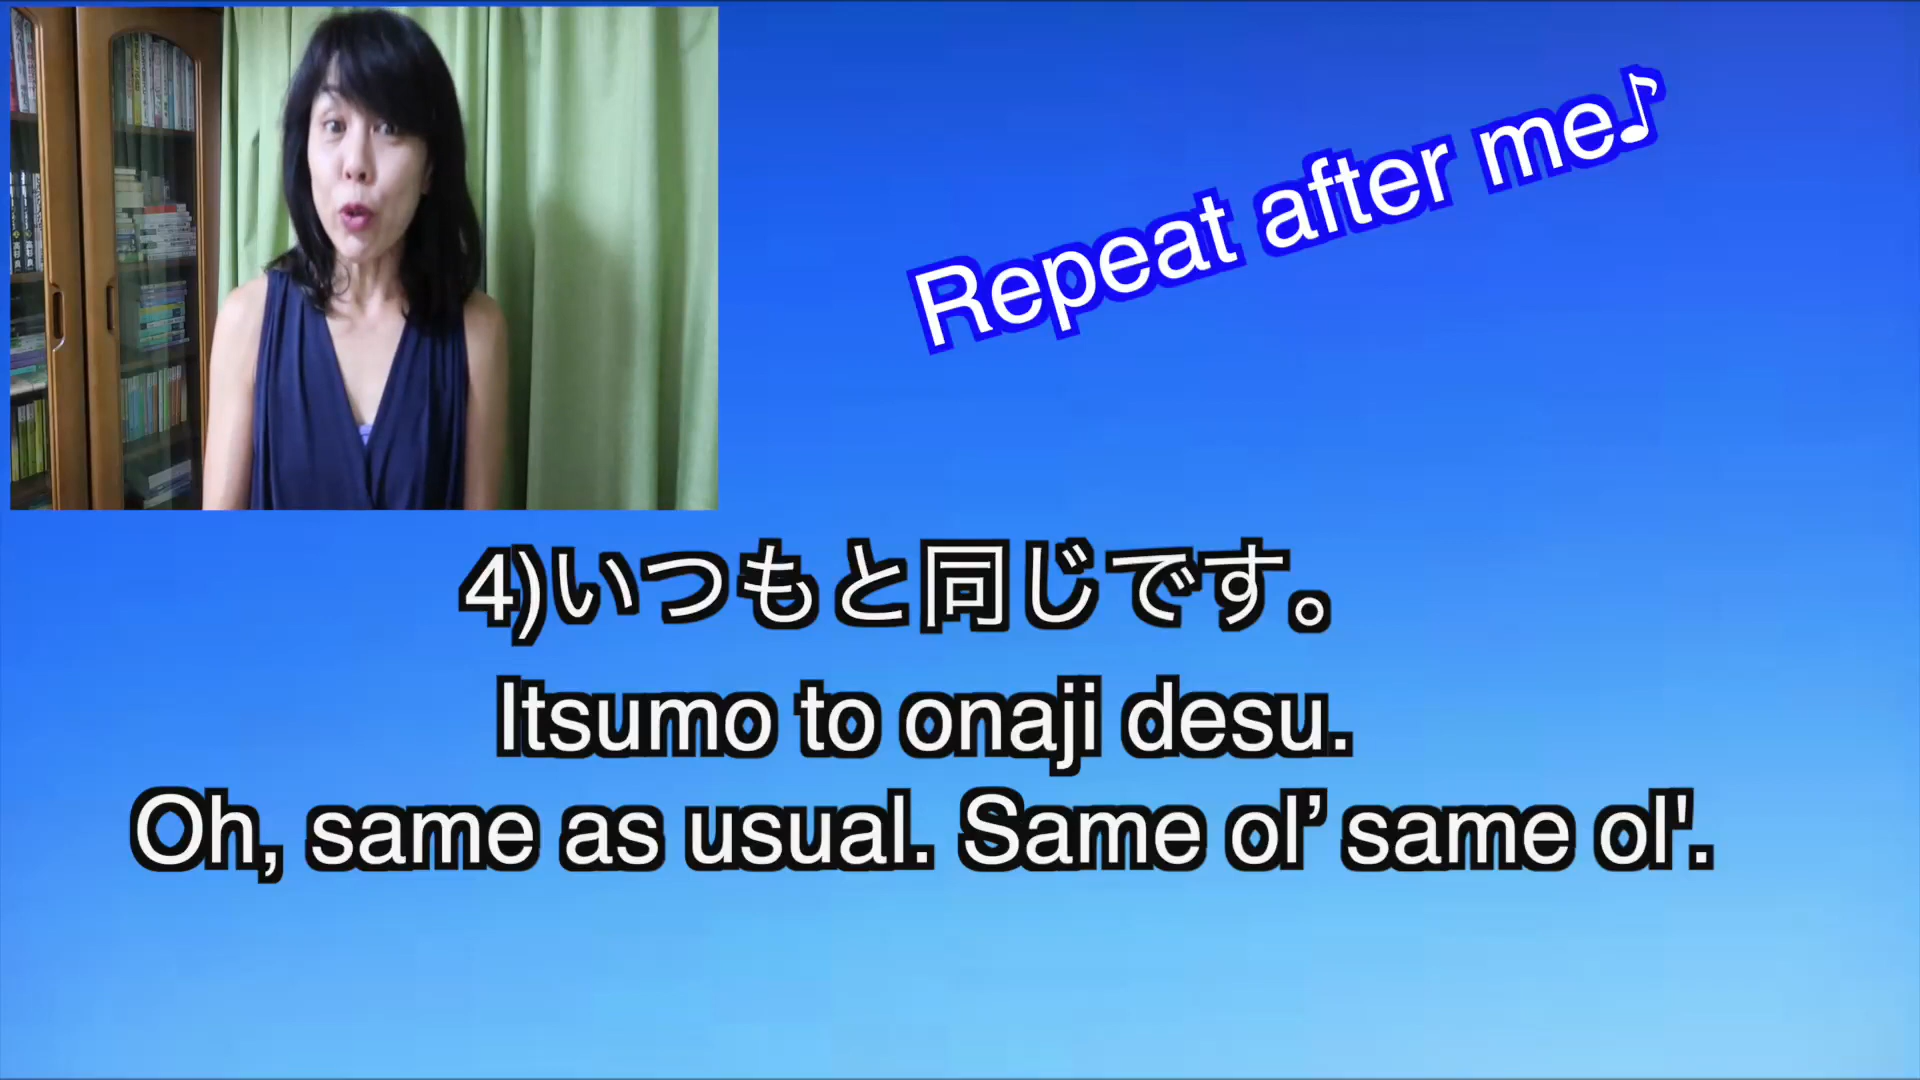 Repeat after me♪
4)いつもと同じです。
Itsumo to onaji desu.
Oh, same as usual. Same ol’ same ol'.